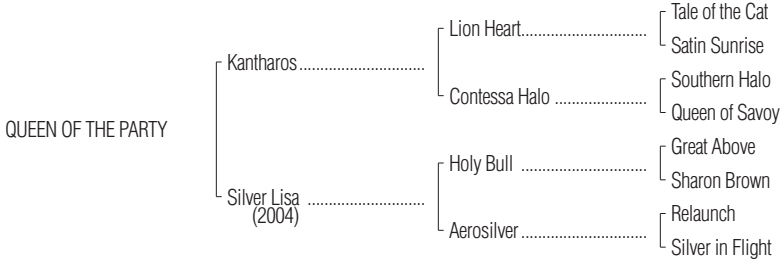 Tale of the Cat
Lion Heart..............................
Satin Sunrise
Kantharos..............................
Southern Halo
Contessa Halo ......................
Queen of Savoy
QUEEN OF THE PARTY
Great Above
Holy Bull ..............................
Sharon Brown
Silver Lisa ............................
(2004)
Relaunch
Aerosilver..............................
Silver in Flight